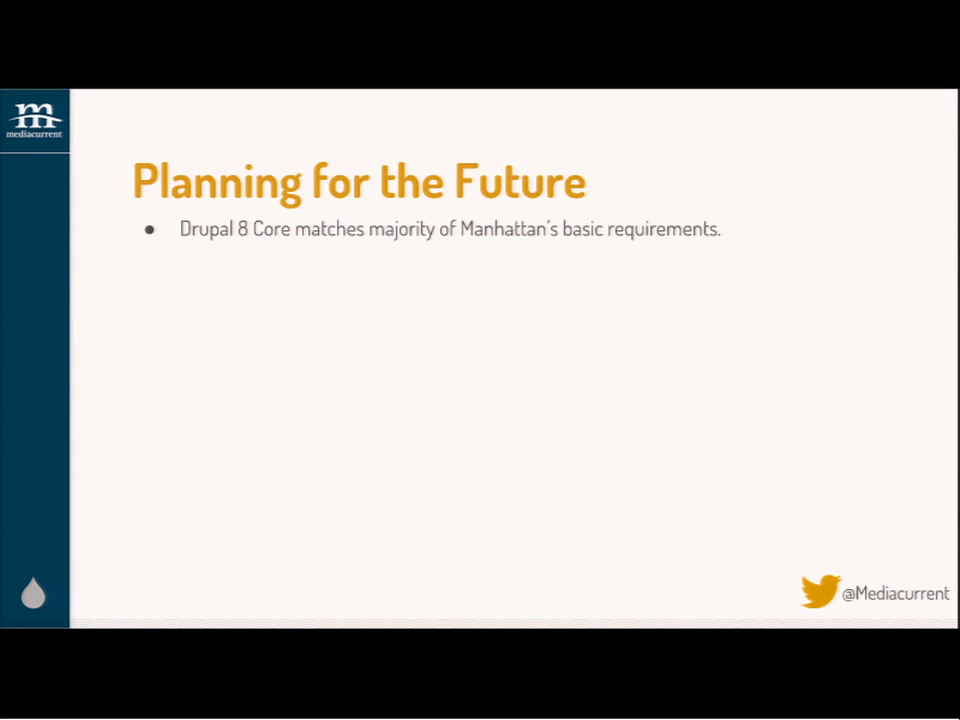 m
mediacurrent
Planning for the Future
● Drupal 8 Core matches majority of Manhattan's basic requirements.
@Mediacurrent